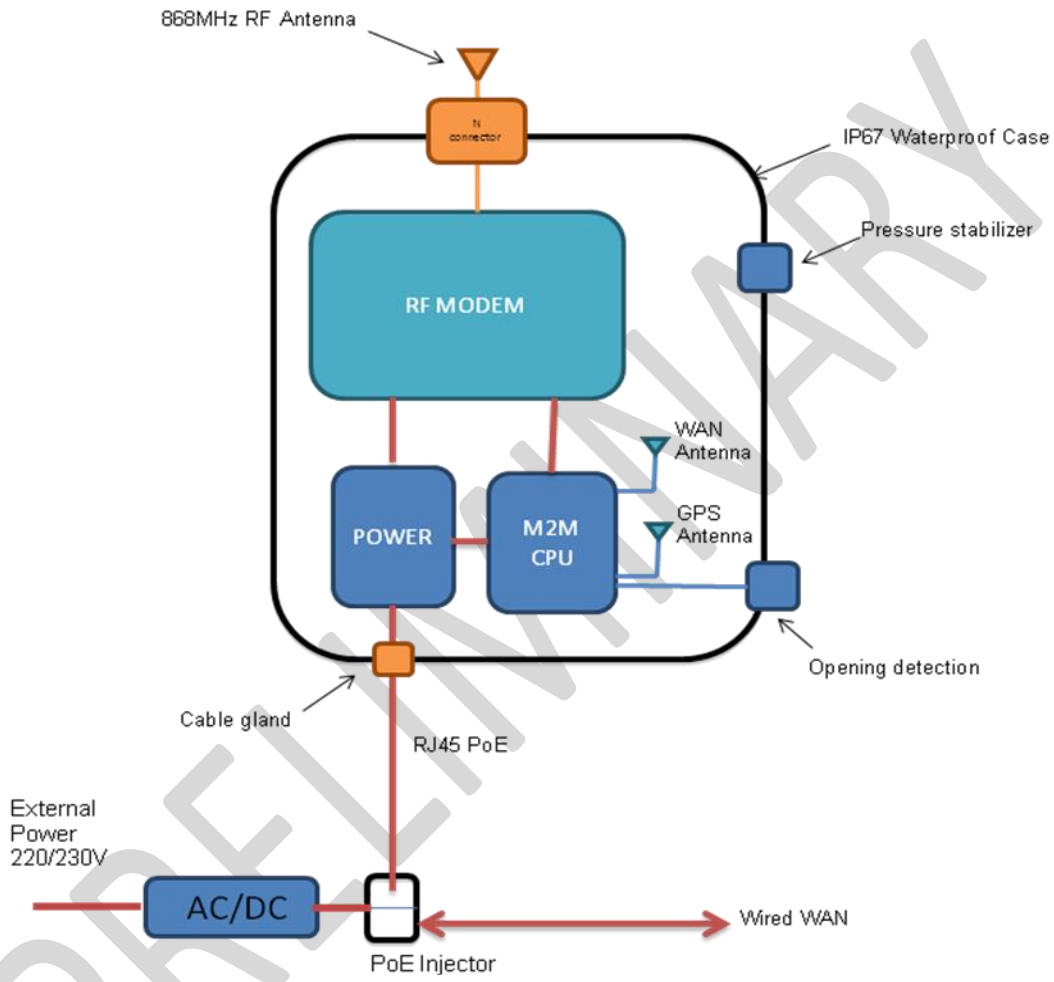 868MHz RF Antenna
N
connector
IP67 Waterproof Case
Pressure stabilizer
RF MODEM
WAN
Antenna
GPS
Antenna
POWER
M2M
CPU
Opening detection
Cable gland
RJ45 PoE
External
Power
220/230V
AC/DC
Wired WAN
PoE Injector
PRELIMINARY